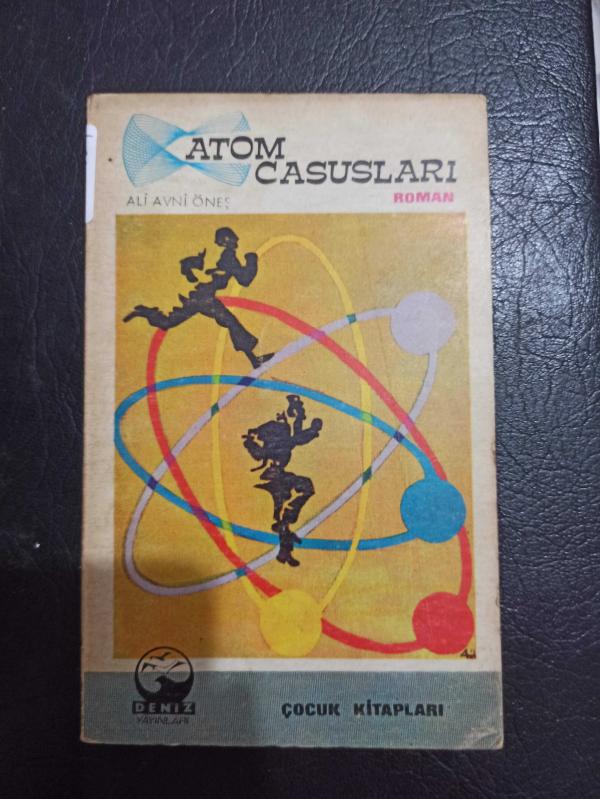 ATOM
CASUSLARI
ALİ AVNİ ÖNEŞ
ROMAN
DENİZ
YAYINLARI
ÇOCUK KİTAPLARI